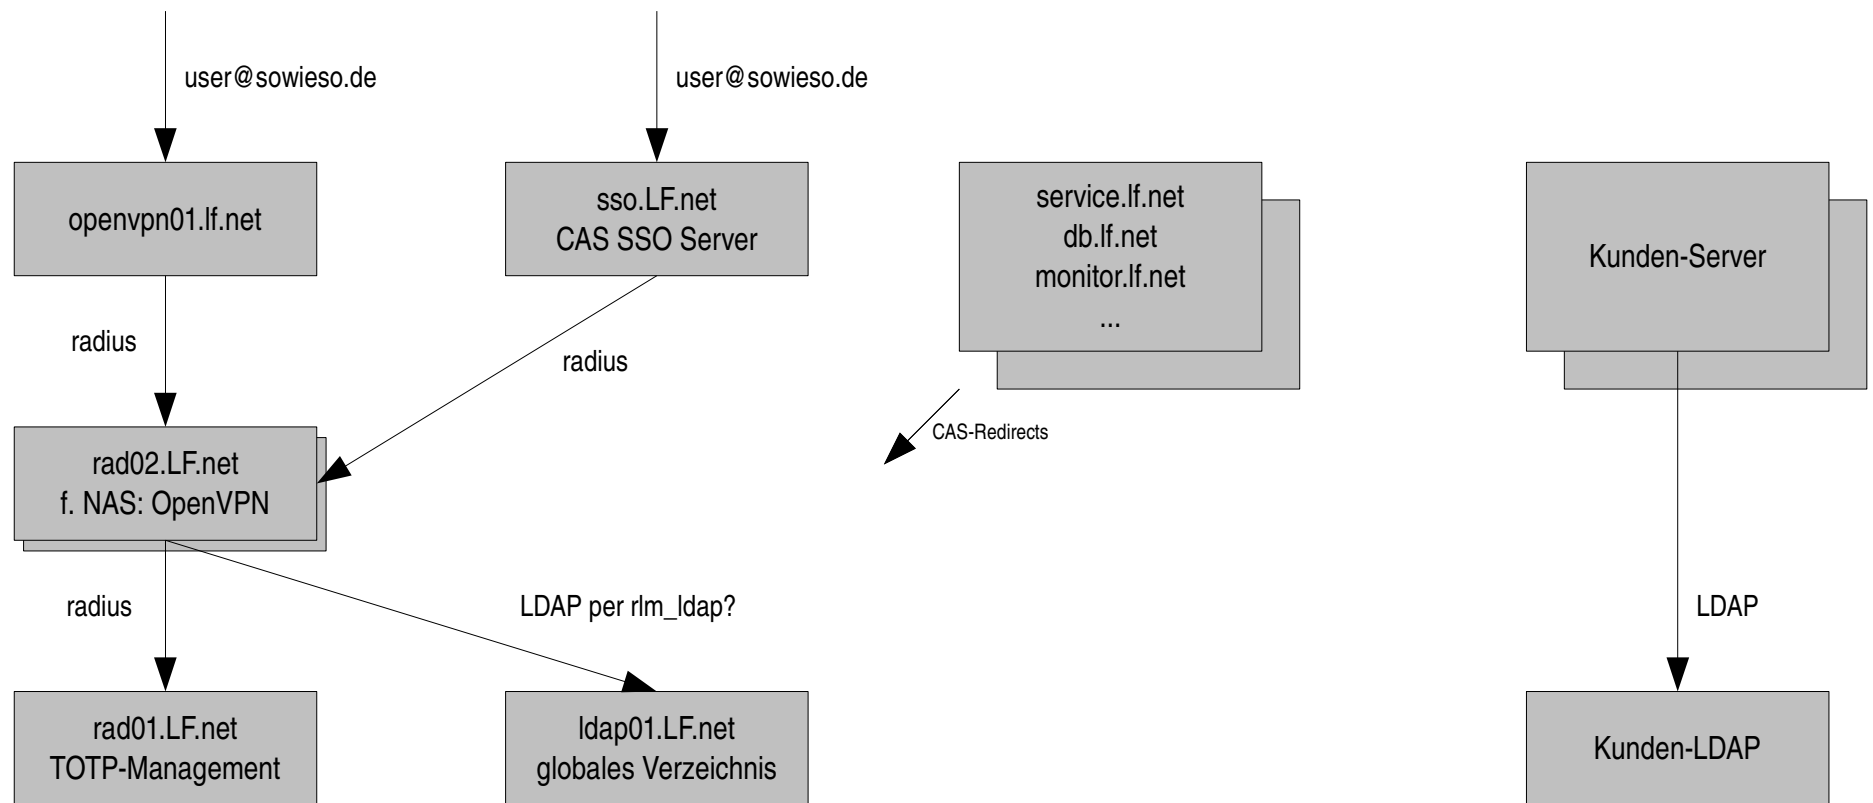 user@sowieso.de
user@sowieso.de
openvpn01.lf.net
sso.LF.net
CAS SSO Server
service.lf.net
db.lf.net
monitor.lf.net
...
Kunden-Server
radius
radius
CAS-Redirects
rad02.LF.net
f. NAS: OpenVPN
radius
LDAP per rlm_ldap?
LDAP
rad01.LF.net
TOTP-Management
ldap01.LF.net
globales Verzeichnis
Kunden-LDAP